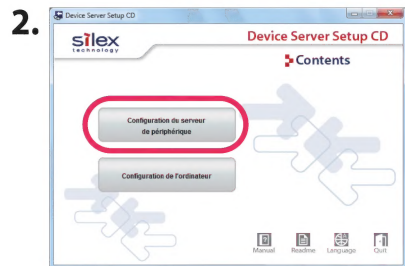 2.
Device Server Setup CD
silex
technology
Device Server Setup CD
Contents
Configuration du serveur
de périphérique
Configuration de l'ordinateur
Manual Readme Language Quit